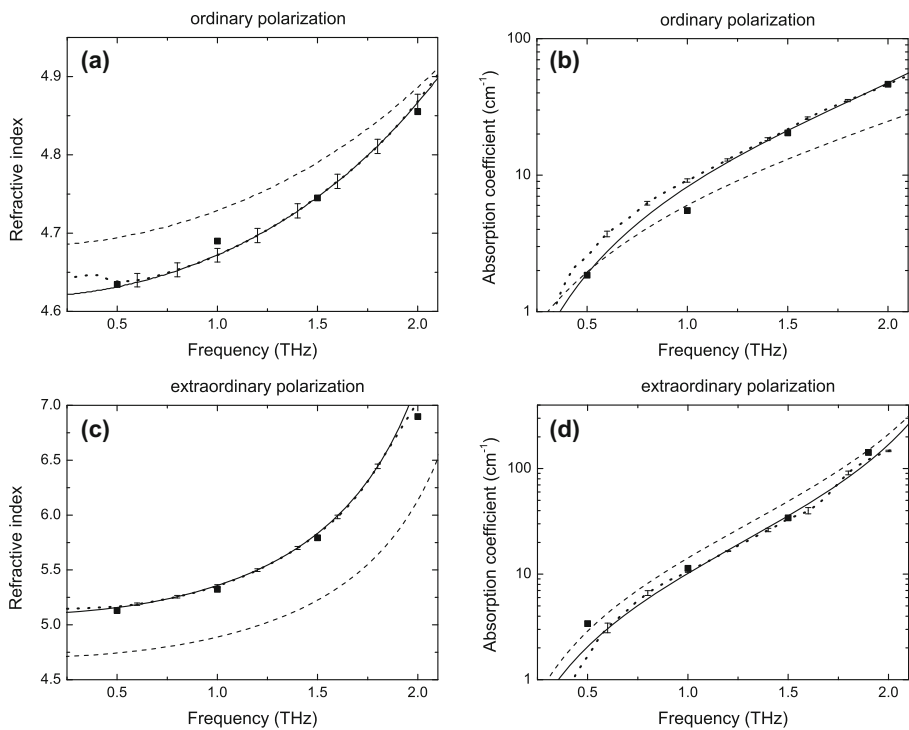 ordinary polarization
(a)
4.9
4.8
4.7
4.6
Refractive index
0.5 1.0 1.5 2.0
Frequency (THz)
ordinary polarization
(b)
100
10
1
Absorption coefficient (cm-1)
0.5 1.0 1.5 2.0
Frequency (THz)
extraordinary polarization
(c)
7.0
6.5
6.0
5.5
5.0
4.5
Refractive index
0.5 1.0 1.5 2.0
Frequency (THz)
extraordinary polarization
(d)
100
10
1
Absorption coefficient (cm-1)
0.5 1.0 1.5 2.0
Frequency (THz)